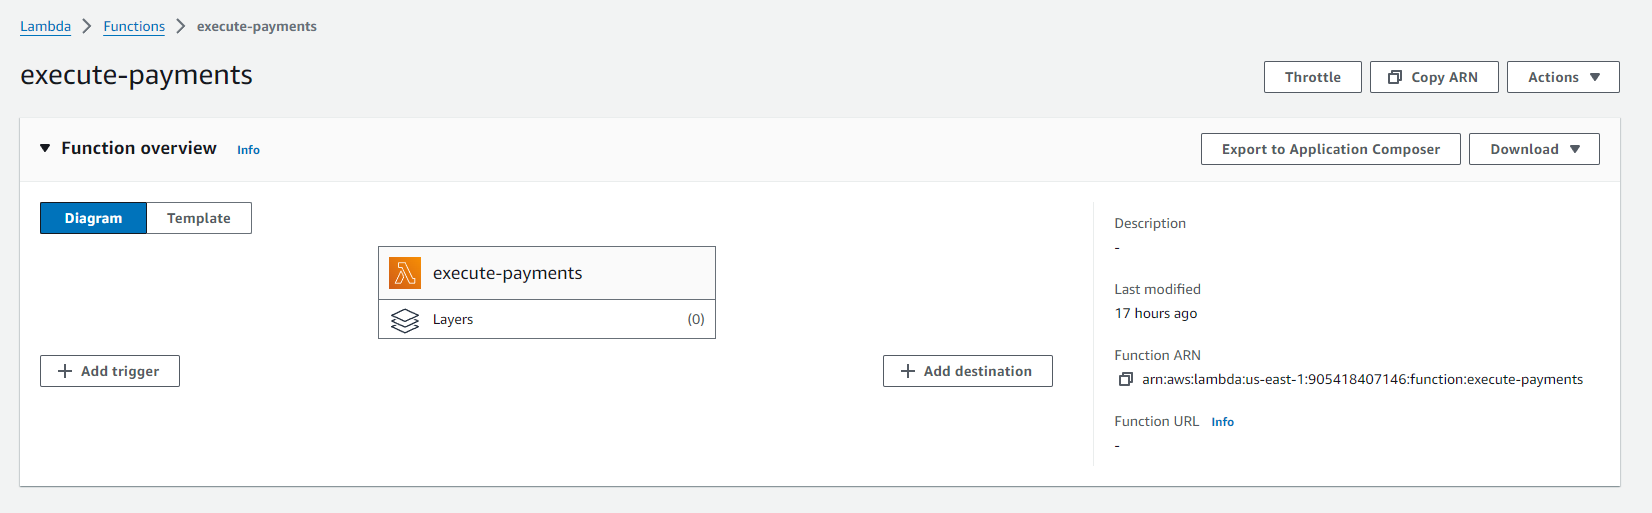 Lambda > Functions > execute-payments
execute-payments
Throttle
Copy ARN
Actions
Function overview Info
Export to Application Composer
Download
Diagram
Template
execute-payments
Layers (0)
Add trigger
Add destination
Description
-
Last modified
17 hours ago
Function ARN
arn:aws:lambda:us-east-1:905418407146:function:execute-payments
Function URL Info
-